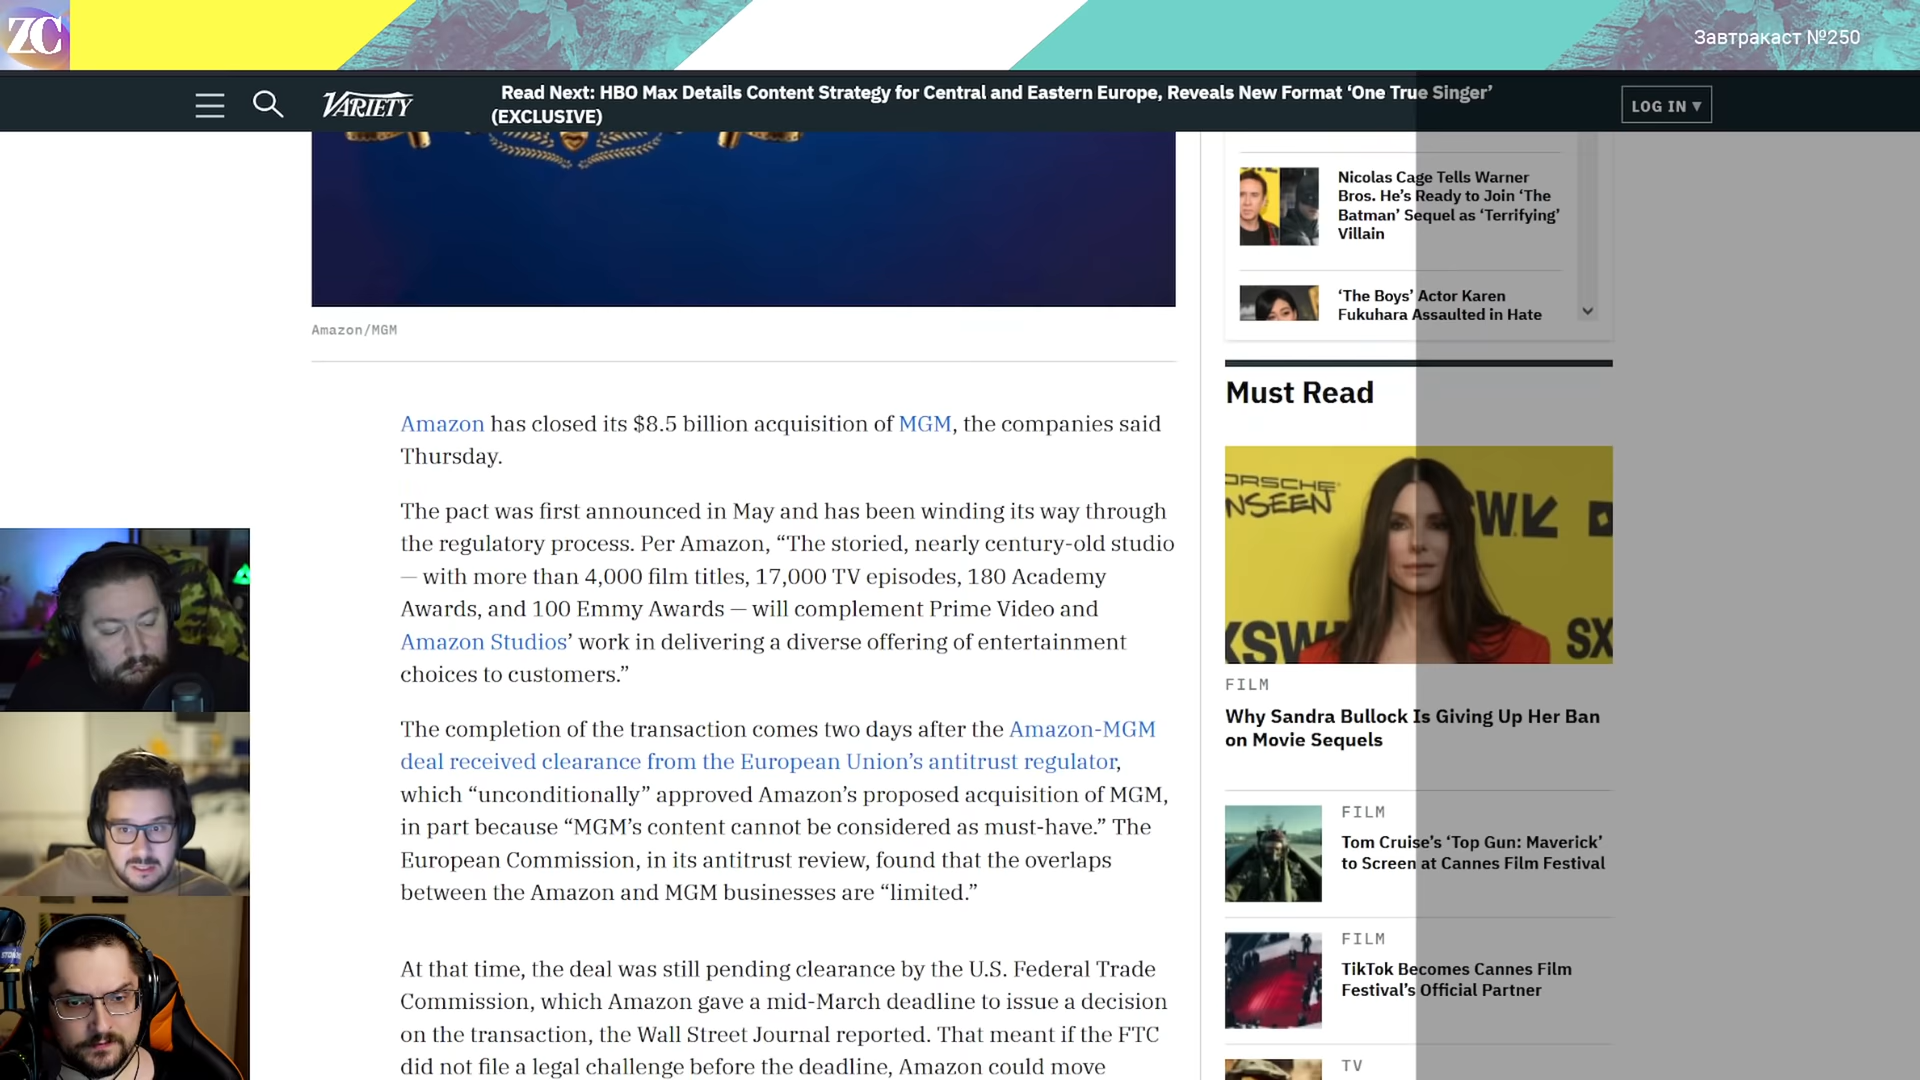 ZC
Завтракаст №250
VARIETY
Read Next: HBO Max Details Content Strategy for Central and Eastern Europe, Reveals New Format ‘One True Singer’
(EXCLUSIVE)
LOG IN ▾
Amazon/MGM
Amazon has closed its $8.5 billion acquisition of MGM, the companies said
Thursday.
The pact was first announced in May and has been winding its way through
the regulatory process. Per Amazon, “The storied, nearly century-old studio
— with more than 4,000 film titles, 17,000 TV episodes, 180 Academy
Awards, and 100 Emmy Awards — will complement Prime Video and
Amazon Studios’ work in delivering a diverse offering of entertainment
choices to customers.”
The completion of the transaction comes two days after the Amazon-MGM
deal received clearance from the European Union’s antitrust regulator,
which “unconditionally” approved Amazon’s proposed acquisition of MGM,
in part because “MGM’s content cannot be considered as must-have.” The
European Commission, in its antitrust review, found that the overlaps
between the Amazon and MGM businesses are “limited.”
At that time, the deal was still pending clearance by the U.S. Federal Trade
Commission, which Amazon gave a mid-March deadline to issue a decision
on the transaction, the Wall Street Journal reported. That meant if the FTC
did not file a legal challenge before the deadline, Amazon could move
Nicolas Cage Tells Warner
Bros. He’s Ready to Join ‘The
Batman’ Sequel as ‘Terrifying’
Villain
‘The Boys’ Actor Karen
Fukuhara Assaulted in Hate
Must Read
FILM
Why Sandra Bullock Is Giving Up Her Ban
on Movie Sequels
FILM
Tom Cruise’s ‘Top Gun: Maverick’
to Screen at Cannes Film Festival
FILM
TikTok Becomes Cannes Film
Festival’s Official Partner
TV